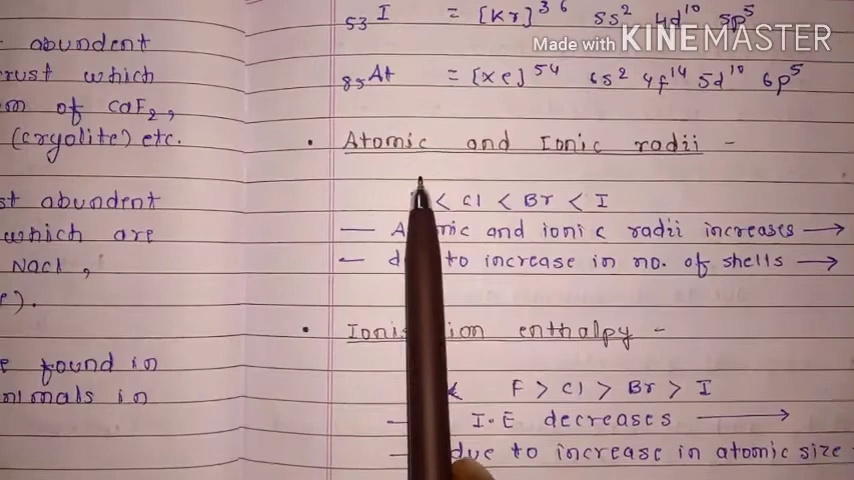 abundent
rust which
m of CaF2,
(cryolite) etc.
st abundent
which are
NaCl,
e found in
nimals in
53I = [Kr]36 5s2 4d10 5p5
Made with KINEMASTER
85At = [Xe]54 6s2 4f14 5d10 6p5
• Atomic and Ionic radii -
< Cl < Br < I
— A mic and ionic radii increases →
— d to increase in no. of shells →
• Ionis ion enthalpy -
F > Cl > Br > I
- I.E decreases →
- due to increase in atomic size